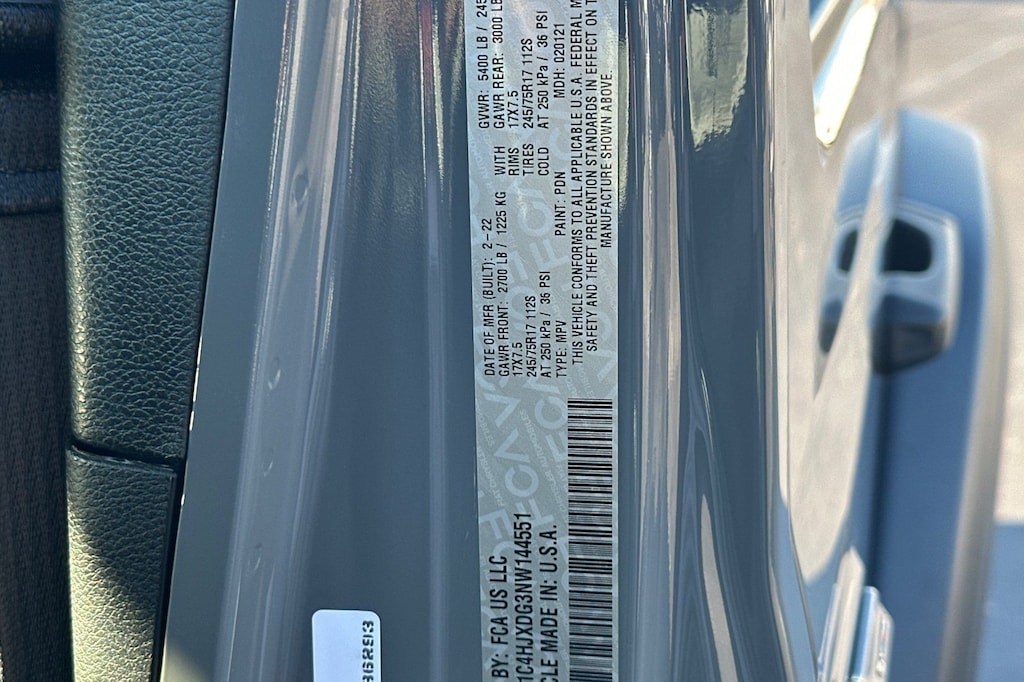 BY: FCA US LLC
1C4HJXDG3NW144551
CLE MADE IN: U.S.A.
DATE OF MFR (BUILT): 2-22 GVWR: 5400 LB / 245
GAWR FRONT: 2700 LB / 1225 KG WITH GAWR REAR: 3000 LB
17X7.5 RIMS 17X7.5
245/75R17 112S TIRES 245/75R17 112S
AT 250 kPa / 36 PSI COLD AT 250 kPa / 36 PSI
TYPE: MPV PAINT: PDN MDH: 020121
THIS VEHICLE CONFORMS TO ALL APPLICABLE U.S.A. FEDERAL M
SAFETY AND THEFT PREVENTION STANDARDS IN EFFECT ON T
MANUFACTURE SHOWN ABOVE.
86293